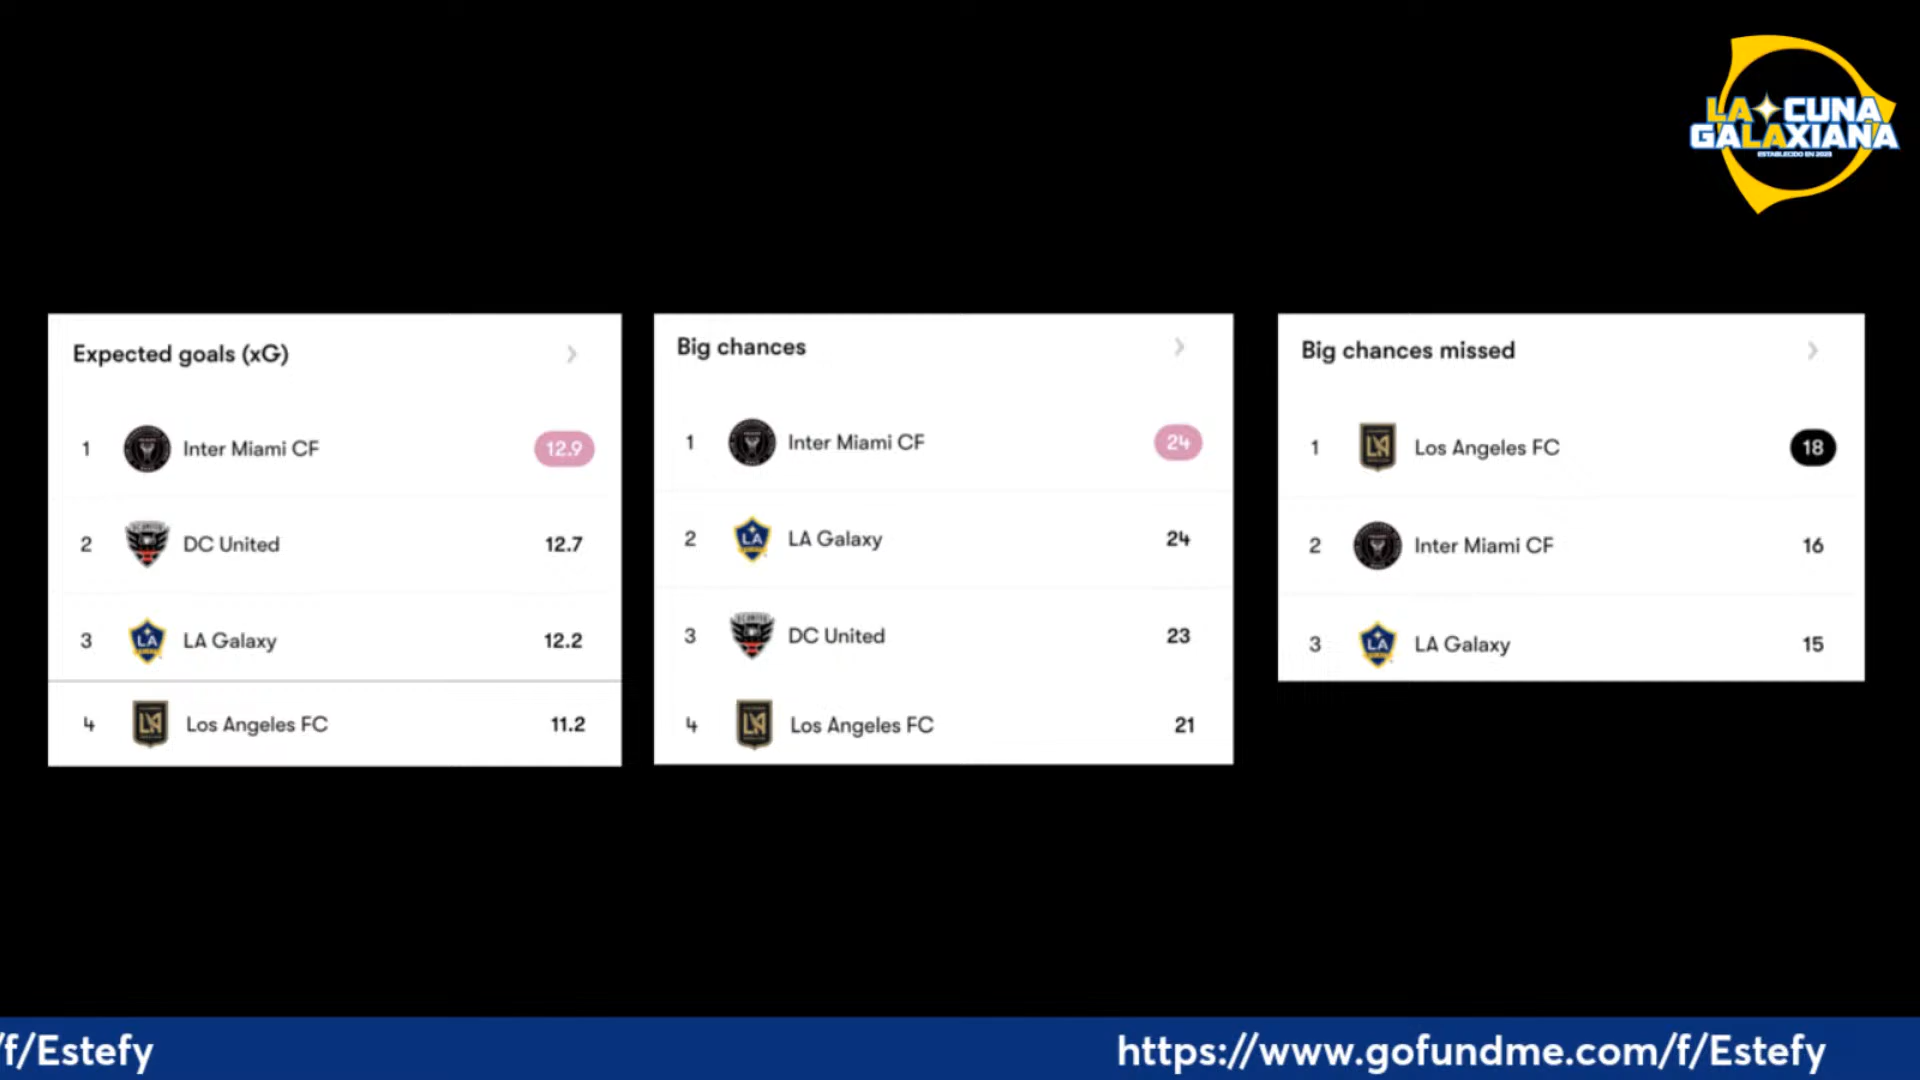 LA CUNA
GALAXIANA
ESTABLECIDO EN 2023
Expected goals (xG)
1 Inter Miami CF 12.9
2 DC United 12.7
3 LA Galaxy 12.2
4 Los Angeles FC 11.2
Big chances
1 Inter Miami CF 24
2 LA Galaxy 24
3 DC United 23
4 Los Angeles FC 21
Big chances missed
1 Los Angeles FC 18
2 Inter Miami CF 16
3 LA Galaxy 15
/f/Estefy https://www.gofundme.com/f/Estefy